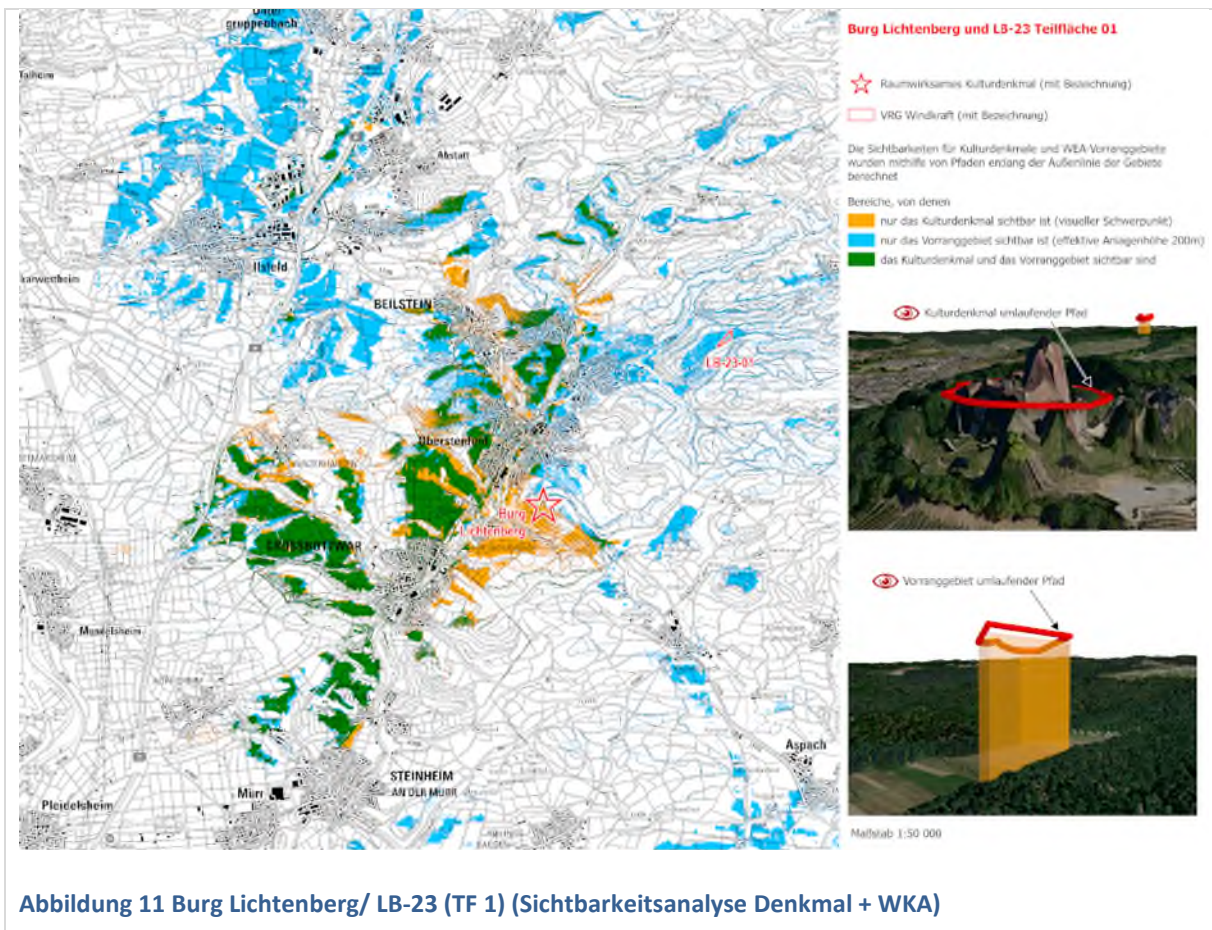 Unter-
gruppenbach
Talheim
Abstatt
Ilsfeld
BEILSTEIN
LB-23-01
Oberstenfeld
Burg
Lichtenberg
GROSSBOTTWAR
Mundelsheim
Aspach
STEINHEIM
AN DER MURR
Murr
Pleidelsheim
Burg Lichtenberg und LB-23 Teilfläche 01
Raumwirksames Kulturdenkmal (mit Bezeichnung)
VRG Windkraft (mit Bezeichnung)
Die Sichtbarkeiten für Kulturdenkmale und WEA-Vorranggebiete
wurden mithilfe von Pfaden entlang der Außenlinie der Gebiete
berechnet
Bereiche, von denen
nur das Kulturdenkmal sichtbar ist (visueller Schwerpunkt)
nur das Vorranggebiet sichtbar ist (effektive Anlagenhöhe 200m)
das Kulturdenkmal und das Vorranggebiet sichtbar sind
Kulturdenkmal umlaufender Pfad
Vorranggebiet umlaufender Pfad
Maßstab 1:50 000
Abbildung 11 Burg Lichtenberg/ LB-23 (TF 1) (Sichtbarkeitsanalyse Denkmal + WKA)